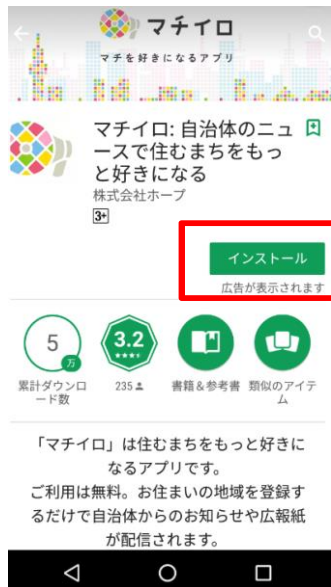 マチイロ
マチを好きになるアプリ
マチイロ: 自治体のニュ
ースで住むまちをもっ
と好きになる
株式会社ホープ
3+
インストール
広告が表示されます
5
万
累計ダウンロ
ード数
3.2
235
書籍&参考書
類似のアイテ
ム
「マチイロ」は住むまちをもっと好きに
なるアプリです。
ご利用は無料。お住まいの地域を登録す
るだけで自治体からのお知らせや広報紙
が配信されます。